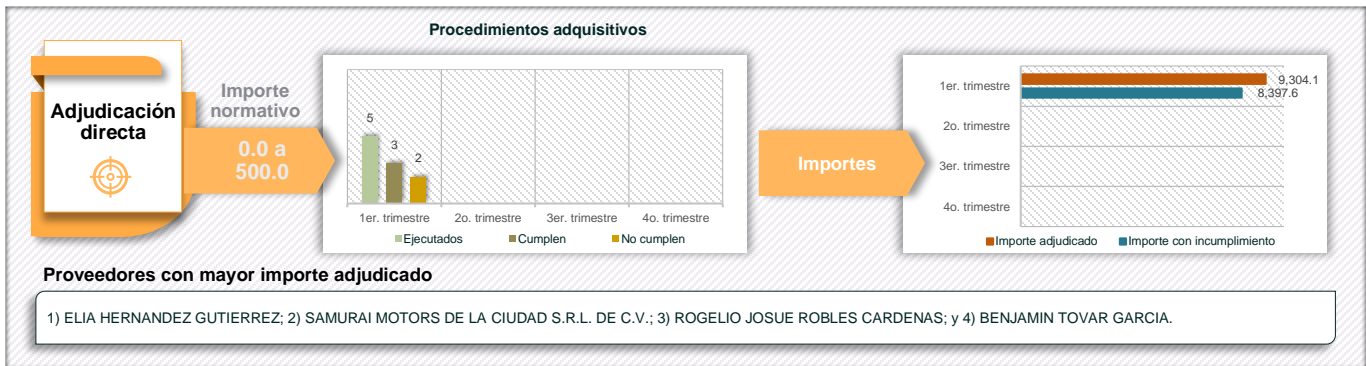 Procedimientos adquisitivos
Adjudicación
directa
Importe
normativo
0.0 a
500.0
5
3
2
1er. trimestre
2o. trimestre
3er. trimestre
4o. trimestre
Ejecutados
Cumplen
No cumplen
Importes
1er. trimestre
9,304.1
8,397.6
2o. trimestre
3er. trimestre
4o. trimestre
Importe adjudicado
Importe con incumplimiento
Proveedores con mayor importe adjudicado
1) ELIA HERNANDEZ GUTIERREZ; 2) SAMURAI MOTORS DE LA CIUDAD S.R.L. DE C.V.; 3) ROGELIO JOSUE ROBLES CARDENAS; y 4) BENJAMIN TOVAR GARCIA.